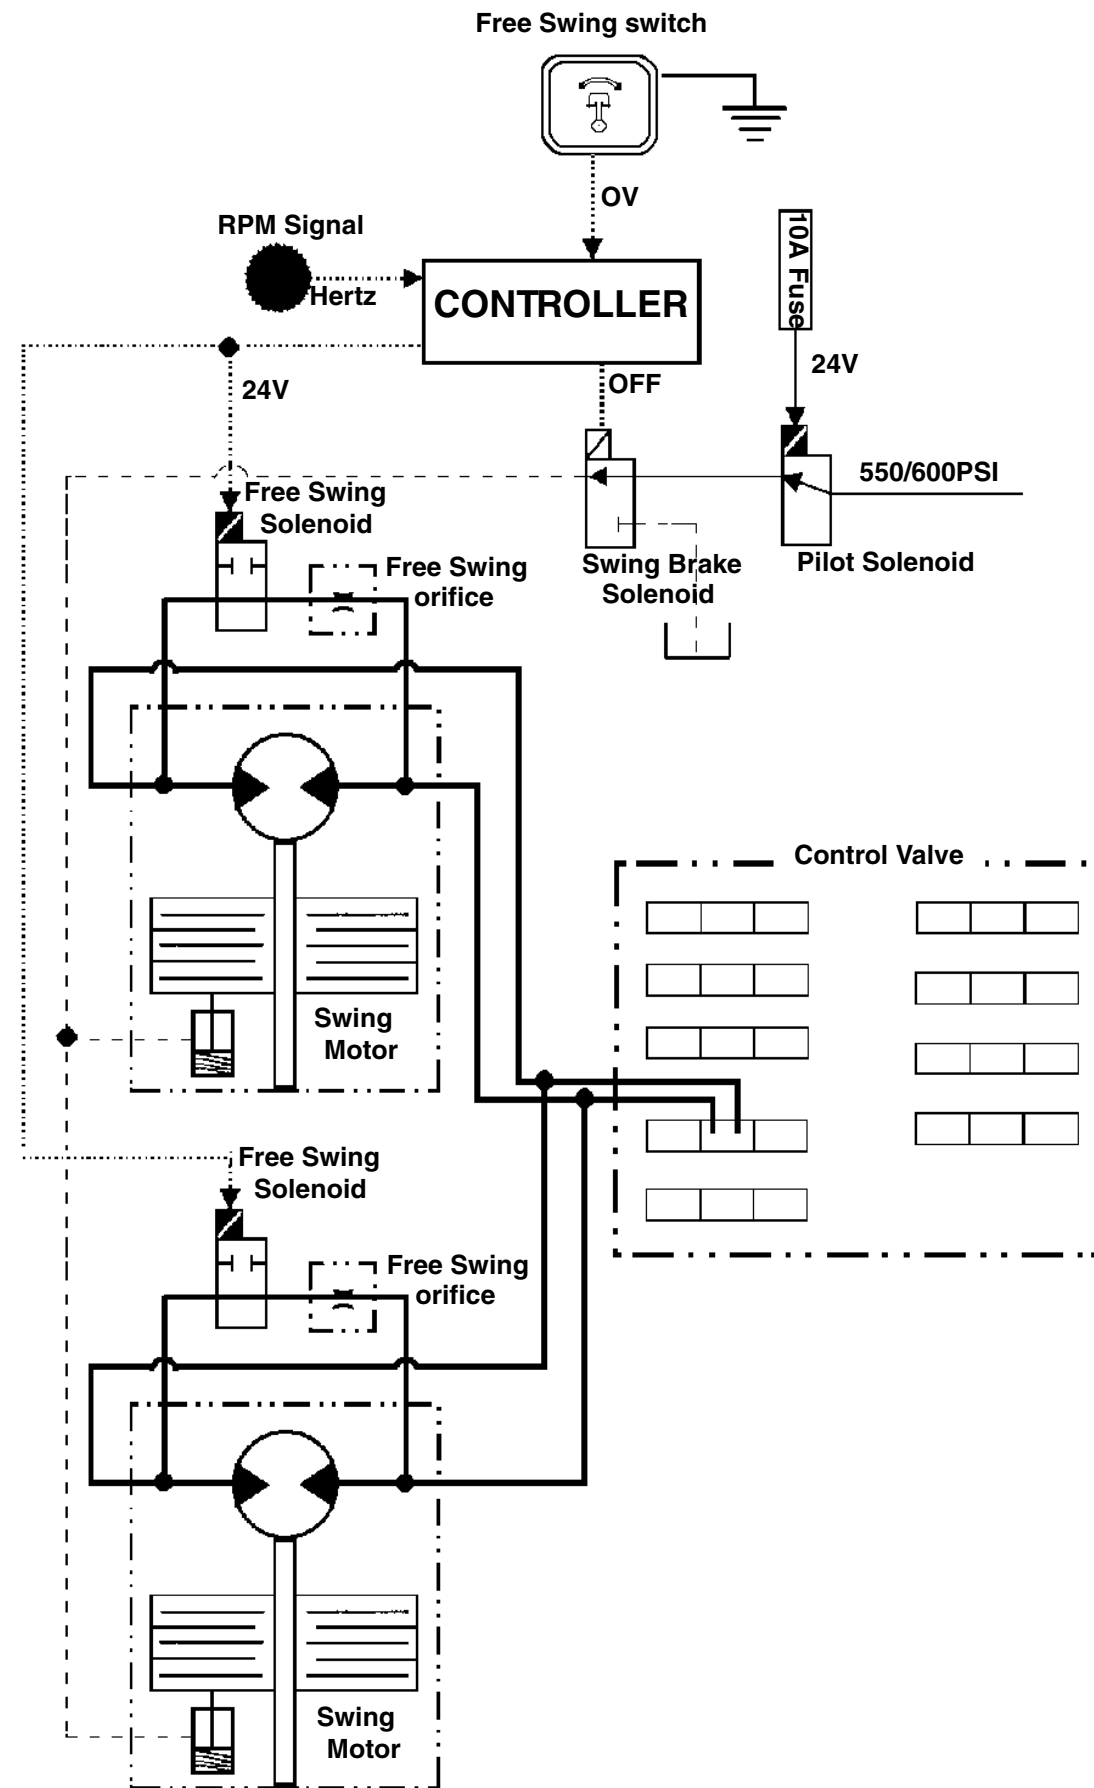 Free Swing switch
OV
RPM Signal
Hertz
CONTROLLER
10A Fuse
24V
OFF
24V
550/600PSI
Free Swing
Solenoid
Free Swing
orifice
Swing Brake
Solenoid
Pilot Solenoid
Control Valve
Swing
Motor
Free Swing
Solenoid
Free Swing
orifice
Swing
Motor